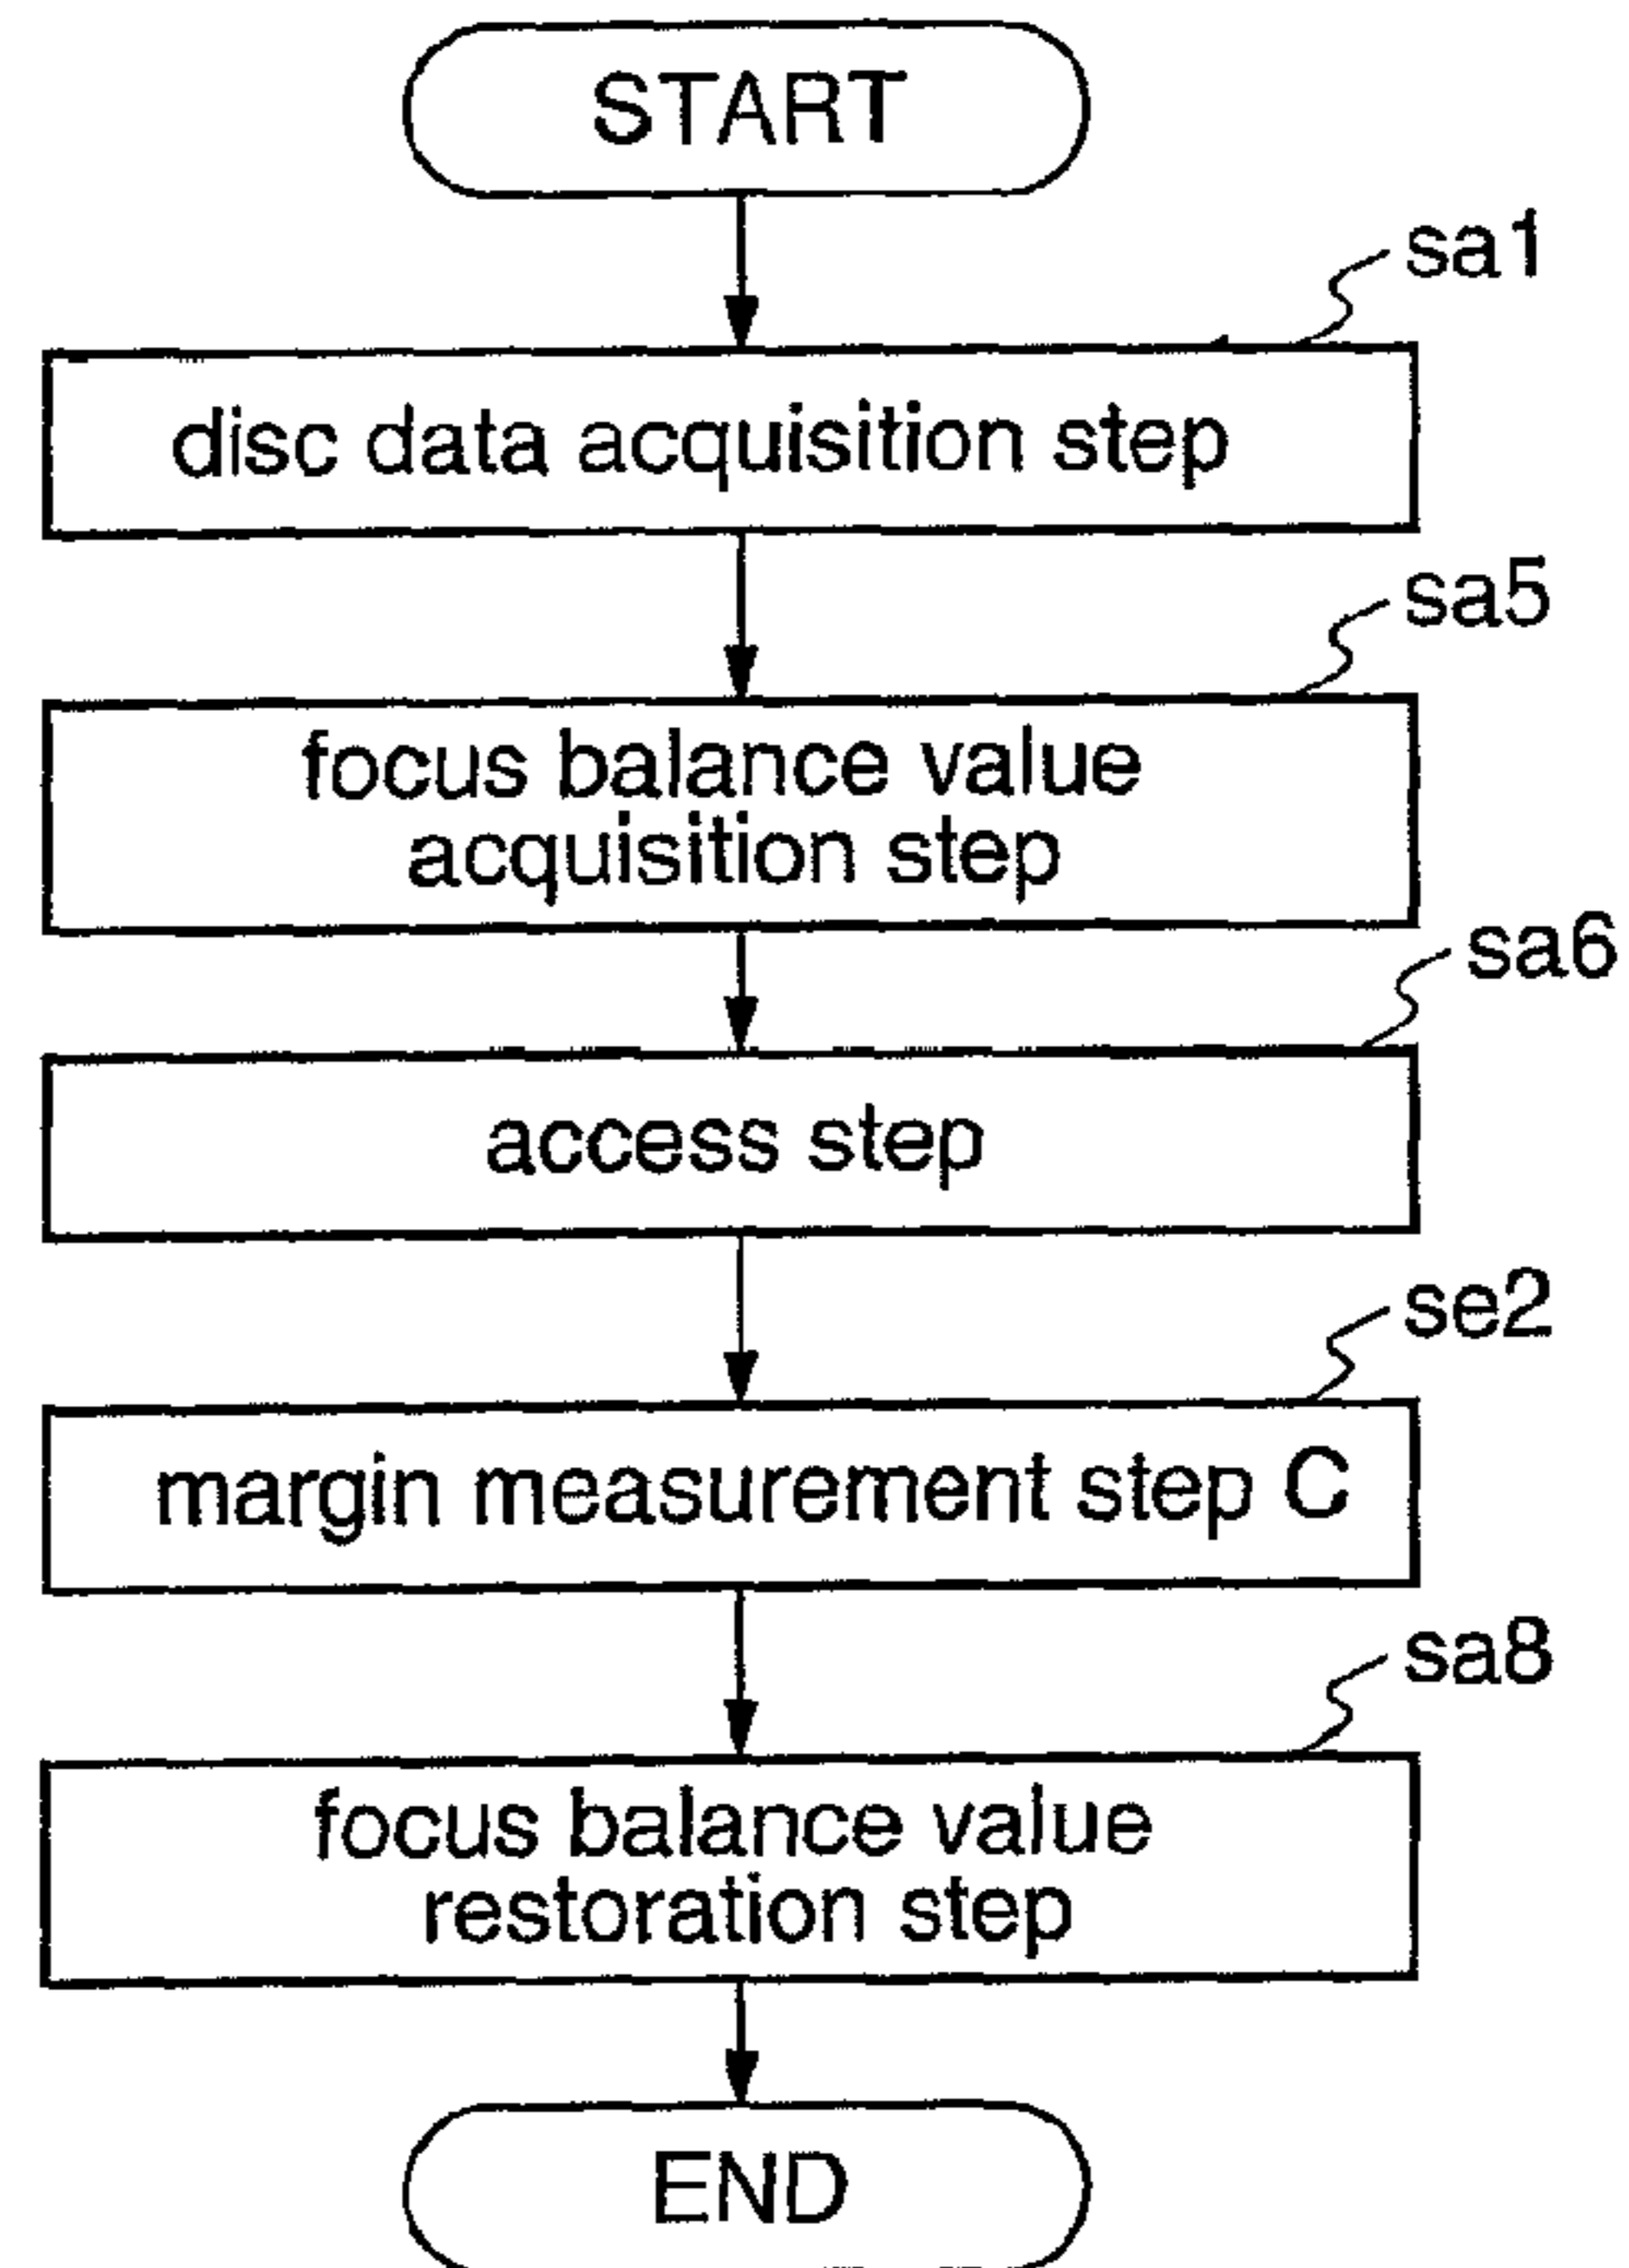 START
sa1
disc data acquisition step
sa5
focus balance value
acquisition step
sa6
access step
se2
margin measurement step C
sa8
focus balance value
restoration step
END